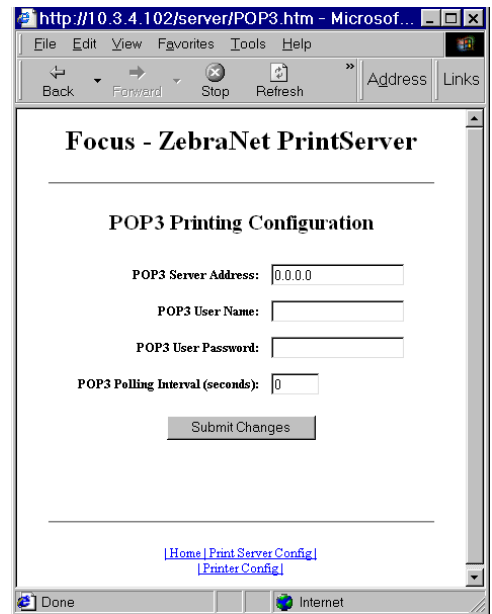 http://10.3.4.102/server/POP3.htm - Microsof...
File Edit View Favorites Tools Help
Back Forward Stop Refresh » Address Links
Focus - ZebraNet PrintServer
POP3 Printing Configuration
POP3 Server Address: 0.0.0.0
POP3 User Name:
POP3 User Password:
POP3 Polling Interval (seconds): 0
Submit Changes
| Home | Print Server Config |
| Printer Config |
Done Internet